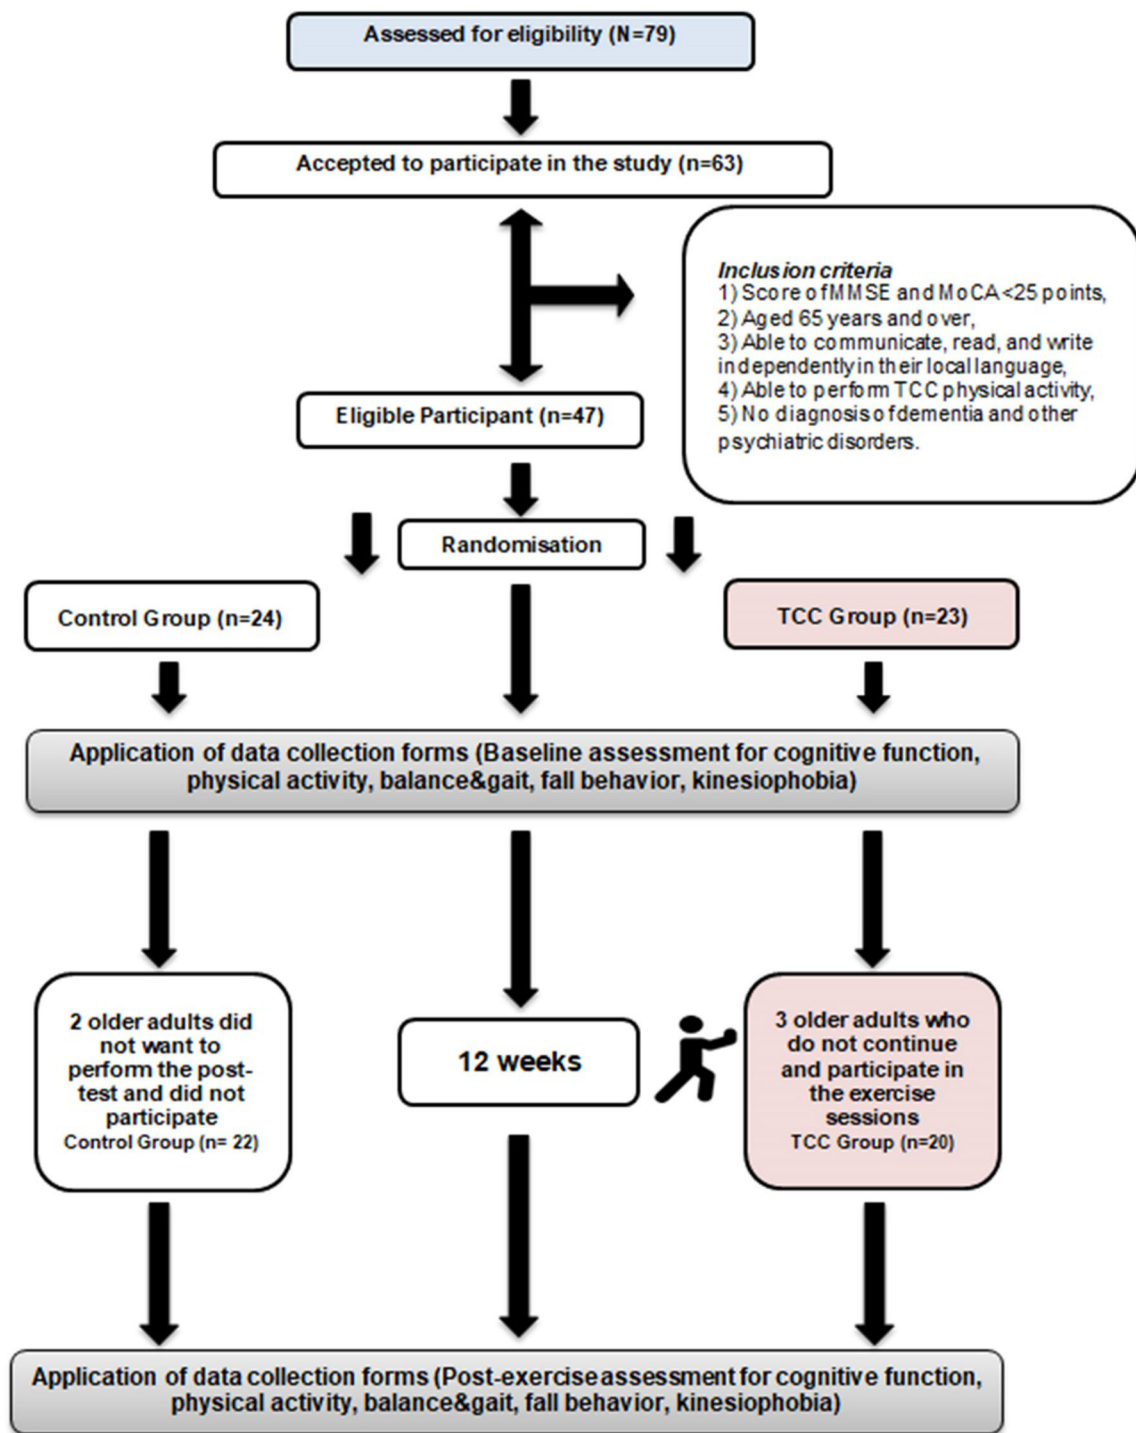 Assessed for eligibility (N=79)
Accepted to participate in the study (n=63)
Inclusion criteria
1) Score of MMSE and MoCA <25 points,
2) Aged 65 years and over,
3) Able to communicate, read, and write
independently in their local language,
4) Able to perform TCC physical activity,
5) No diagnosis of dementia and other
psychiatric disorders.
Eligible Participant (n=47)
Randomisation
Control Group (n=24)
TCC Group (n=23)
Application of data collection forms (Baseline assessment for cognitive function,
physical activity, balance&gait, fall behavior, kinesiophobia)
2 older adults did
not want to
perform the post-
test and did not
participate
Control Group (n= 22)
12 weeks
3 older adults who
do not continue
and participate in
the exercise
sessions
TCC Group (n=20)
Application of data collection forms (Post-exercise assessment for cognitive function,
physical activity, balance&gait, fall behavior, kinesiophobia)